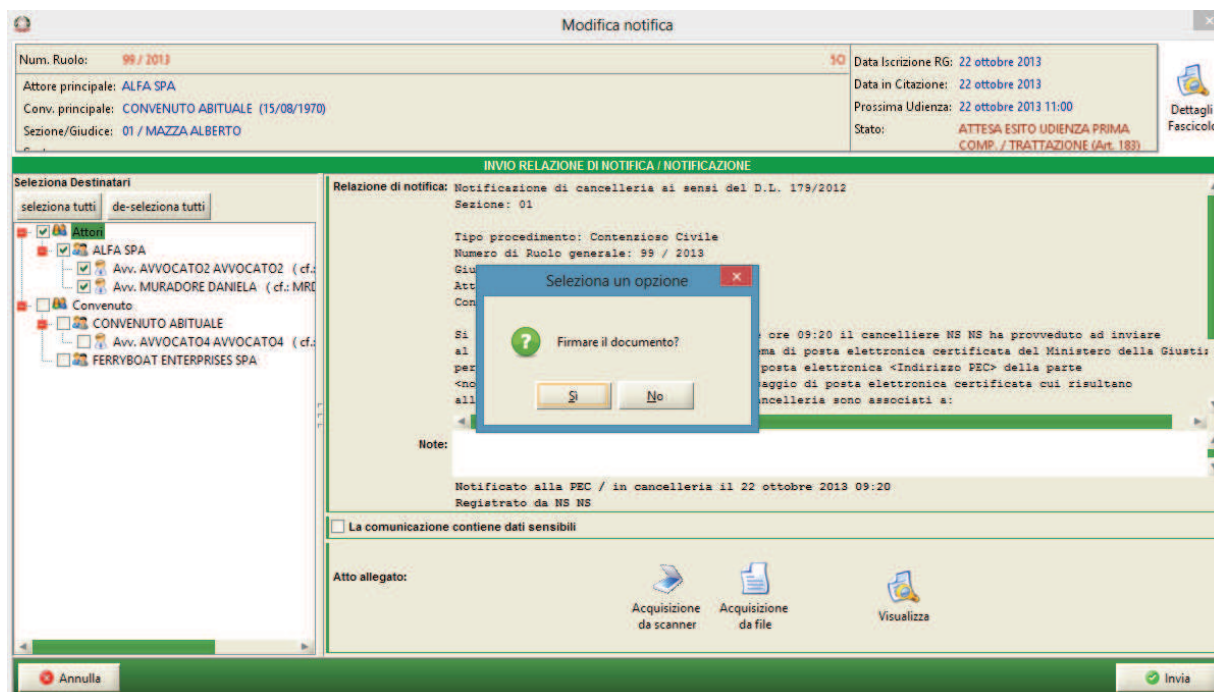 Modifica notifica
Num. Ruolo: 99 / 2013 SO
Attore principale: ALFA SPA
Conv. principale: CONVENUTO ABITUALE (15/08/1970)
Sezione/Giudice: 01 / MAZZA ALBERTO
Data Iscrizione RG: 22 ottobre 2013
Data in Citazione: 22 ottobre 2013
Prossima Udienza: 22 ottobre 2013 11:00
Stato: ATTESA ESITO UDIENZA PRIMA
COMP. / TRATTAZIONE (Art. 183)
Dettagli
Fascicolo
INVIO RELAZIONE DI NOTIFICA / NOTIFICAZIONE
Seleziona Destinatari
seleziona tutti de-seleziona tutti
Attori
ALFA SPA
Avv. AVVOCATO2 AVVOCATO2 ( cf.:
Avv. MURADORE DANIELA ( cf.: MRD
Convenuto
CONVENUTO ABITUALE
Avv. AVVOCATO4 AVVOCATO4 ( cf.:
FERRYBOAT ENTERPRISES SPA
Relazione di notifica: Notificazione di cancelleria ai sensi del D.L. 179/2012
Sezione: 01
Tipo procedimento: Contenzioso Civile
Numero di Ruolo generale: 99 / 2013
Giu
Att
Con
Si ore 09:20 il cancelliere NS NS ha provveduto ad inviare
al ma di posta elettronica certificata del Ministero della Giusti
per posta elettronica <Indirizzo PEC> della parte
<no aggio di posta elettronica certificata cui risultano
all ancelleria sono associati a:
Seleziona un opzione
Firmare il documento?
Sì No
Note:
Notificato alla PEC / in cancelleria il 22 ottobre 2013 09:20
Registrato da NS NS
La comunicazione contiene dati sensibili
Atto allegato:
Acquisizione
da scanner
Acquisizione
da file
Visualizza
Annulla Invia